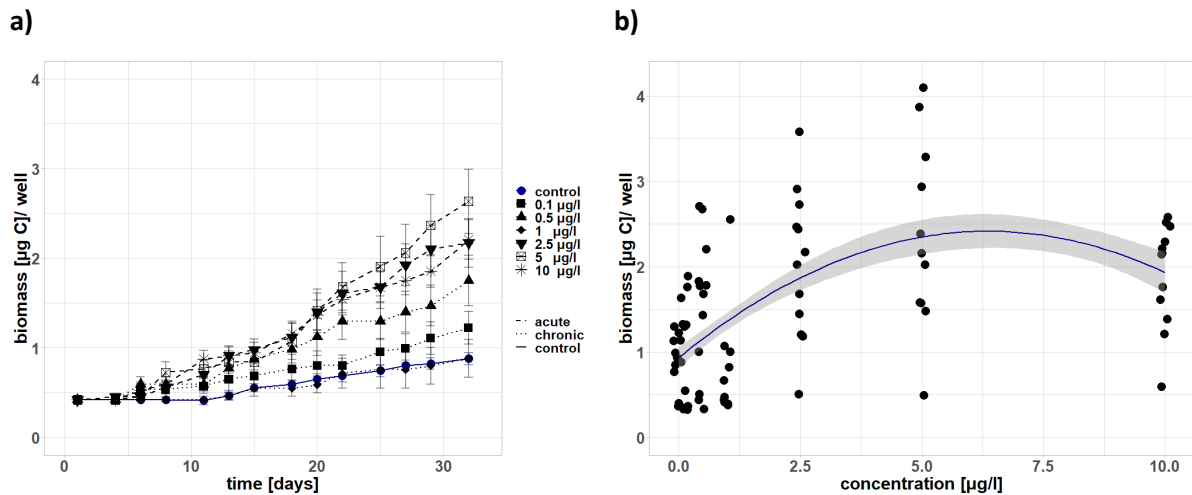 a)
4
3
2
1
0
0
10
20
30
biomass [µg C]/ well
time [days]
control
0.1 µg/l
0.5 µg/l
1 µg/l
2.5 µg/l
5 µg/l
10 µg/l
acute
chronic
control
b)
4
3
2
1
0
0.0
2.5
5.0
7.5
10.0
biomass [µg C]/ well
concentration [µg/l]